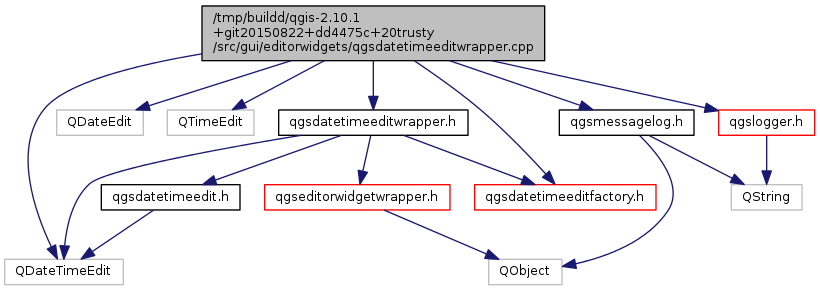 /tmp/buildd/qgis-2.10.1
+git20150822+dd4475c+20trusty
/src/gui/editorwidgets/qgsdatetimeeditwrapper.cpp
QDateEdit
QTimeEdit
qgsdatetimeeditwrapper.h
qgsmessagelog.h
qgslogger.h
qgsdatetimeedit.h
qgseditorwidgetwrapper.h
qgsdatetimeeditfactory.h
QString
QDateTimeEdit
QObject